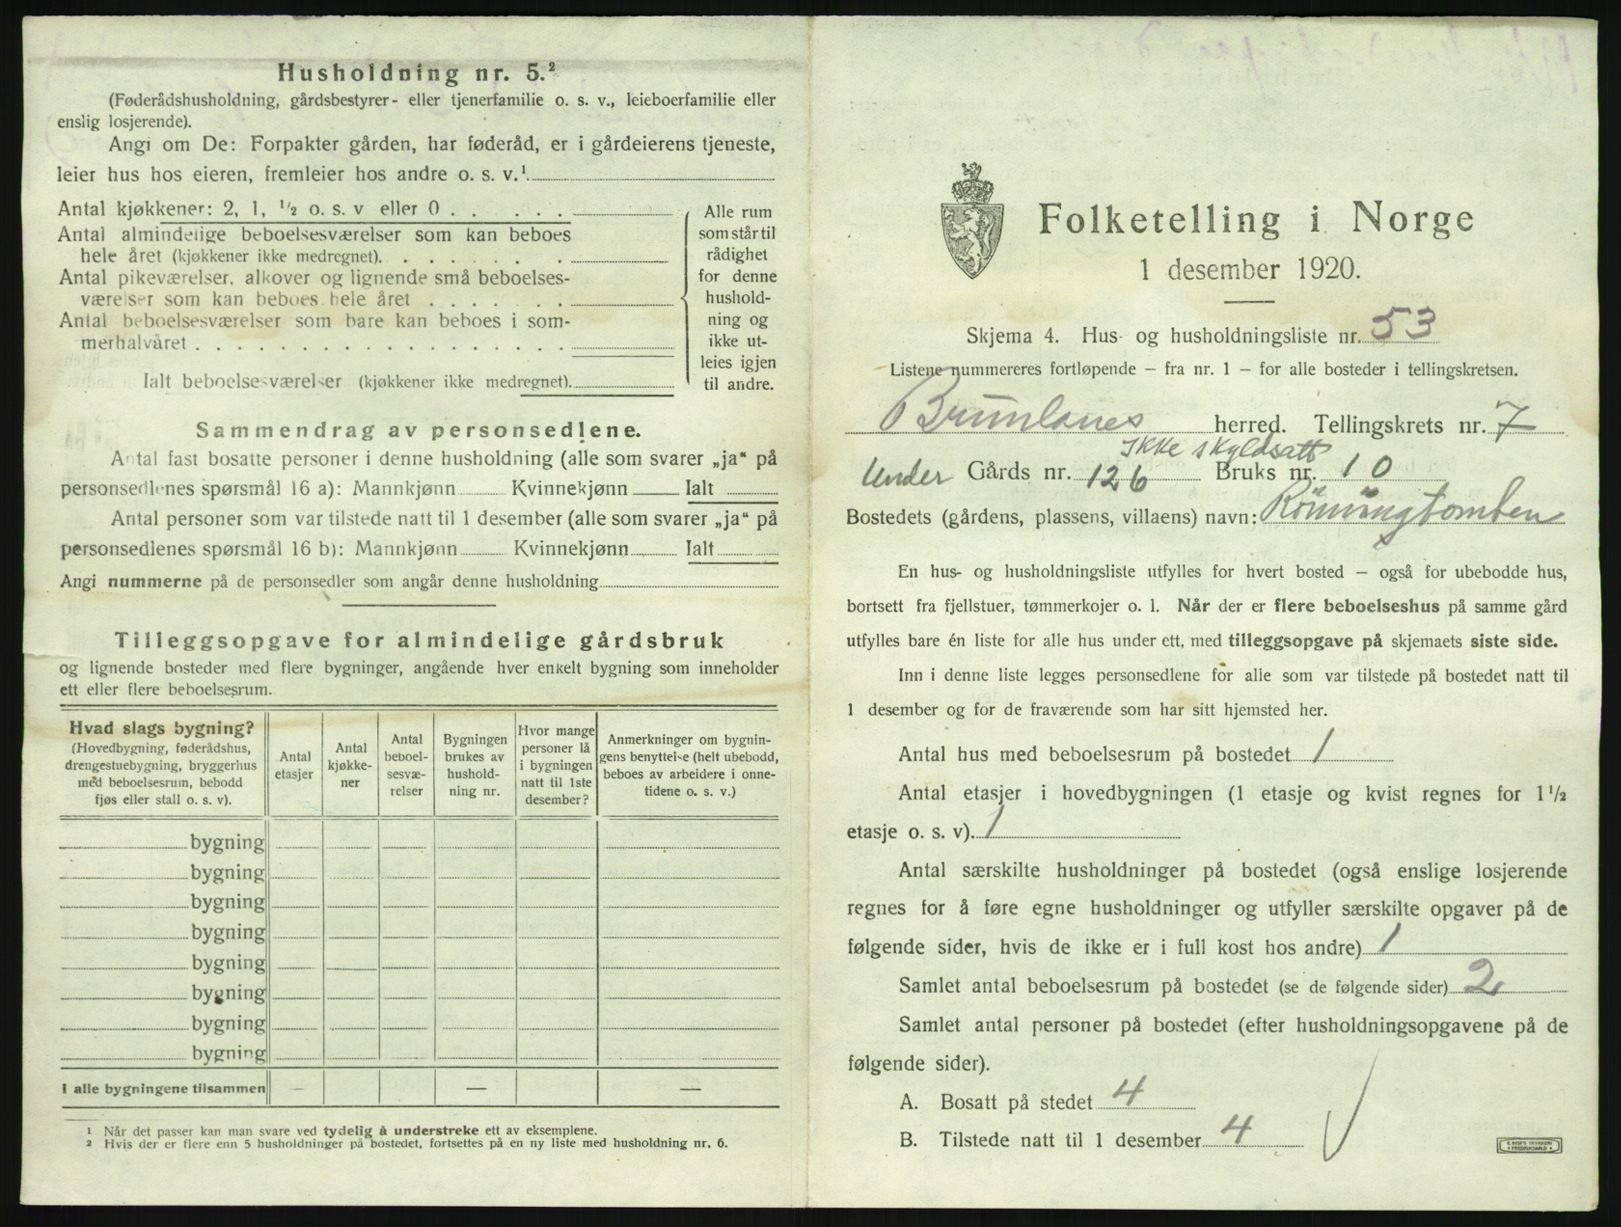 Husholdning nr. 5.²
(Føderådshusholdning, gårdsbestyrer- eller tjenerfamilie o. s. v., leieboerfamilie eller
enslig losjerende).
Angi om De: Forpakter gården, har føderåd, er i gårdeierens tjeneste,
leier hus hos eieren, fremleier hos andre o. s. v.¹.
Antal kjøkkener: 2, 1, ½ o. s. v eller 0 . . . . . .
Antal almindelige beboelsesværelser som kan beboes
hele året (kjøkkener ikke medregnet). . . . . . .
Antal pikeværelser, alkover og lignende små beboelses-
værelser som kan beboes hele året . . . . . .
Antal beboelsesværelser som bare kan beboes i som-
merhalvåret . . . . . . . . . . . . . . . . . .
Ialt beboelsesværelser (kjøkkener ikke medregnet).
Alle rum
som står til
rådighet
for denne
hushold-
ning og
ikke ut-
leies igjen
til andre.
Sammendrag av personsedlene.
Antal fast bosatte personer i denne husholdning (alle som svarer „ja“ på
personsedlenes spørsmål 16 a): Mannkjønn Kvinnekjønn Ialt
Antal personer som var tilstede natt til 1 desember (alle som svarer „ja“ på
personsedlenes spørsmål 16 b): Mannkjønn Kvinnekjønn Ialt
Angi nummerne på de personsedler som angår denne husholdning
Tilleggsopgave for almindelige gårdsbruk
og lignende bosteder med flere bygninger, angående hver enkelt bygning som inneholder
ett eller flere beboelsesrum.
Hvad slags bygning?
(Hovedbygning, føderådshus,
drengestuebygning, bryggerhus
med beboelsesrum, bebodd
fjøs eller stall o. s. v).
Antal
etasjer
Antal
kjøkke-
ner
Antal
beboel-
sesvæ-
relser
Bygningen
brukes av
hushold-
ning nr.
Hvor mange
personer lå
i bygningen
natt til 1ste
desember?
Anmerkninger om bygnin-
gens benyttelse (helt ubebodd,
beboes av arbeidere i onne-
tidene o. s. v.)
bygning
bygning
bygning
bygning
bygning
bygning
bygning
bygning
I alle bygningene tilsammen — — —
¹ Når det passer kan man svare ved tydelig å understreke ett av eksemplene.
² Hvis der er flere enn 5 husholdninger på bostedet, fortsettes på en ny liste med husholdning nr. 6.
Folketelling i Norge
1 desember 1920.
Skjema 4. Hus- og husholdningsliste nr. 53
Listene nummereres fortløpende — fra nr. 1 — for alle bosteder i tellingskretsen.
Brunlanes herred. Tellingskrets nr. 7
Ikke skyldsatt
Under Gårds nr. 126 Bruks nr. 10
Bostedets (gårdens, plassens, villaens) navn:
En hus- og husholdningsliste utfylles for hvert bosted — også for ubebodde hus,
bortsett fra fjellstuer, tømmerkojer o. l. Når der er flere beboelseshus på samme gård
utfylles bare én liste for alle hus under ett, med tilleggsopgave på skjemaets siste side.
Inn i denne liste legges personsedlene for alle som var tilstede på bostedet natt til
1 desember og for de fraværende som har sitt hjemsted her.
Antal hus med beboelsesrum på bostedet 1
Antal etasjer i hovedbygningen (1 etasje og kvist regnes for 1½
etasje o. s. v). 1
Antal særskilte husholdninger på bostedet (også enslige losjerende
regnes for å føre egne husholdninger og utfyller særskilte opgaver på de
følgende sider, hvis de ikke er i full kost hos andre) 1
Samlet antal beboelsesrum på bostedet (se de følgende sider) 2
Samlet antal personer på bostedet (efter husholdningsopgavene på de
følgende sider).
A. Bosatt på stedet 4
B. Tilstede natt til 1 desember 4